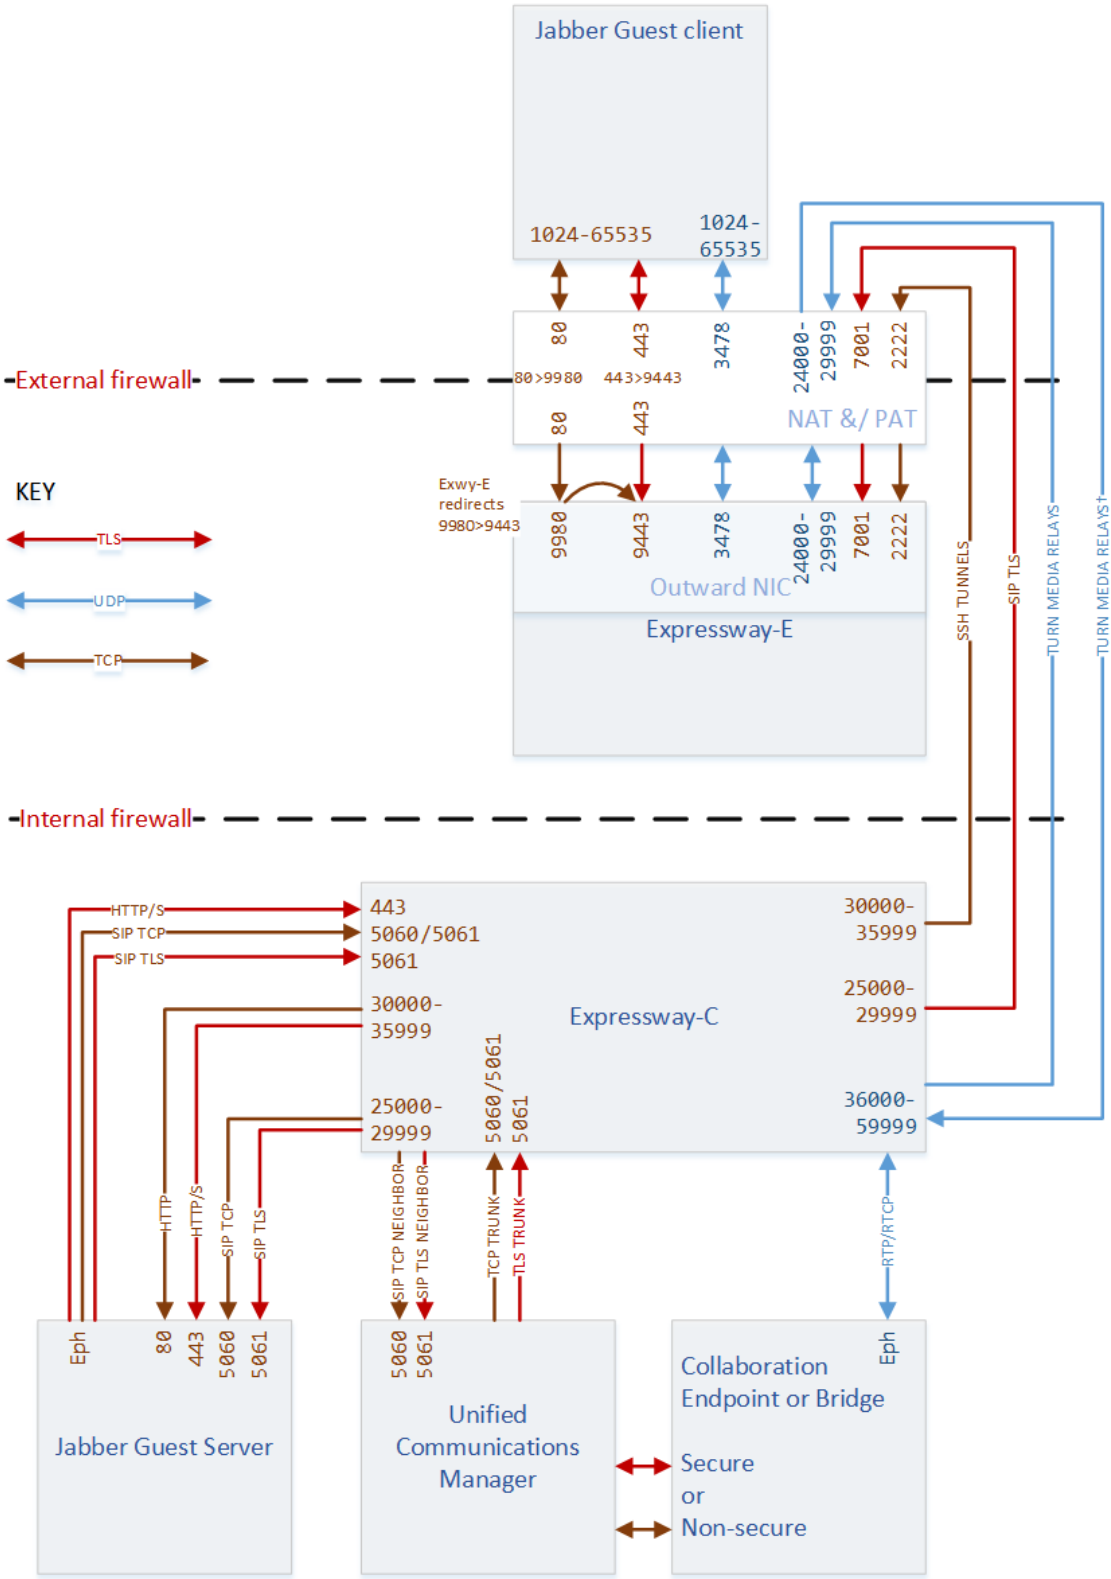 Jabber Guest client
1024-65535
1024-
65535
80
443
3478
24000-
29999
7001
2222
External firewall
80>9980
443>9443
80
443
NAT &/ PAT
KEY
Exwy-E
redirects
9980>9443
9980
9443
3478
24000-
29999
7001
2222
TLS
UDP
TCP
Outward NIC
Expressway-E
SSH TUNNELS
SIP TLS
TURN MEDIA RELAYS
TURN MEDIA RELAYS†
Internal firewall
HTTP/S
SIP TCP
SIP TLS
443
5060/5061
5061
30000-
35999
25000-
29999
5060/5061
5061
Expressway-C
30000-
35999
25000-
29999
36000-
59999
HTTP
HTTP/S
SIP TCP
SIP TLS
SIP TCP NEIGHBOR
SIP TLS NEIGHBOR
TCP TRUNK
TLS TRUNK
RTP/RTCP
Eph
80
443
5060
5061
Jabber Guest Server
5060
5061
Unified
Communications
Manager
Eph
Collaboration
Endpoint or Bridge
Secure
or
Non-secure